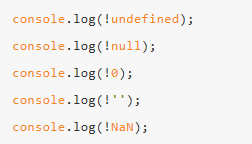 console.log(!undefined);
console.log(!null);
console.log(!0);
console.log(!'');
console.log(!NaN);